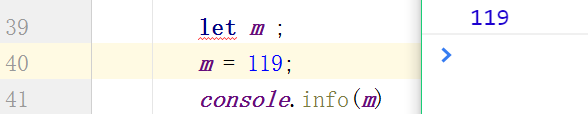 39 let m ;
40 m = 119;
41 console.info(m)
119
>